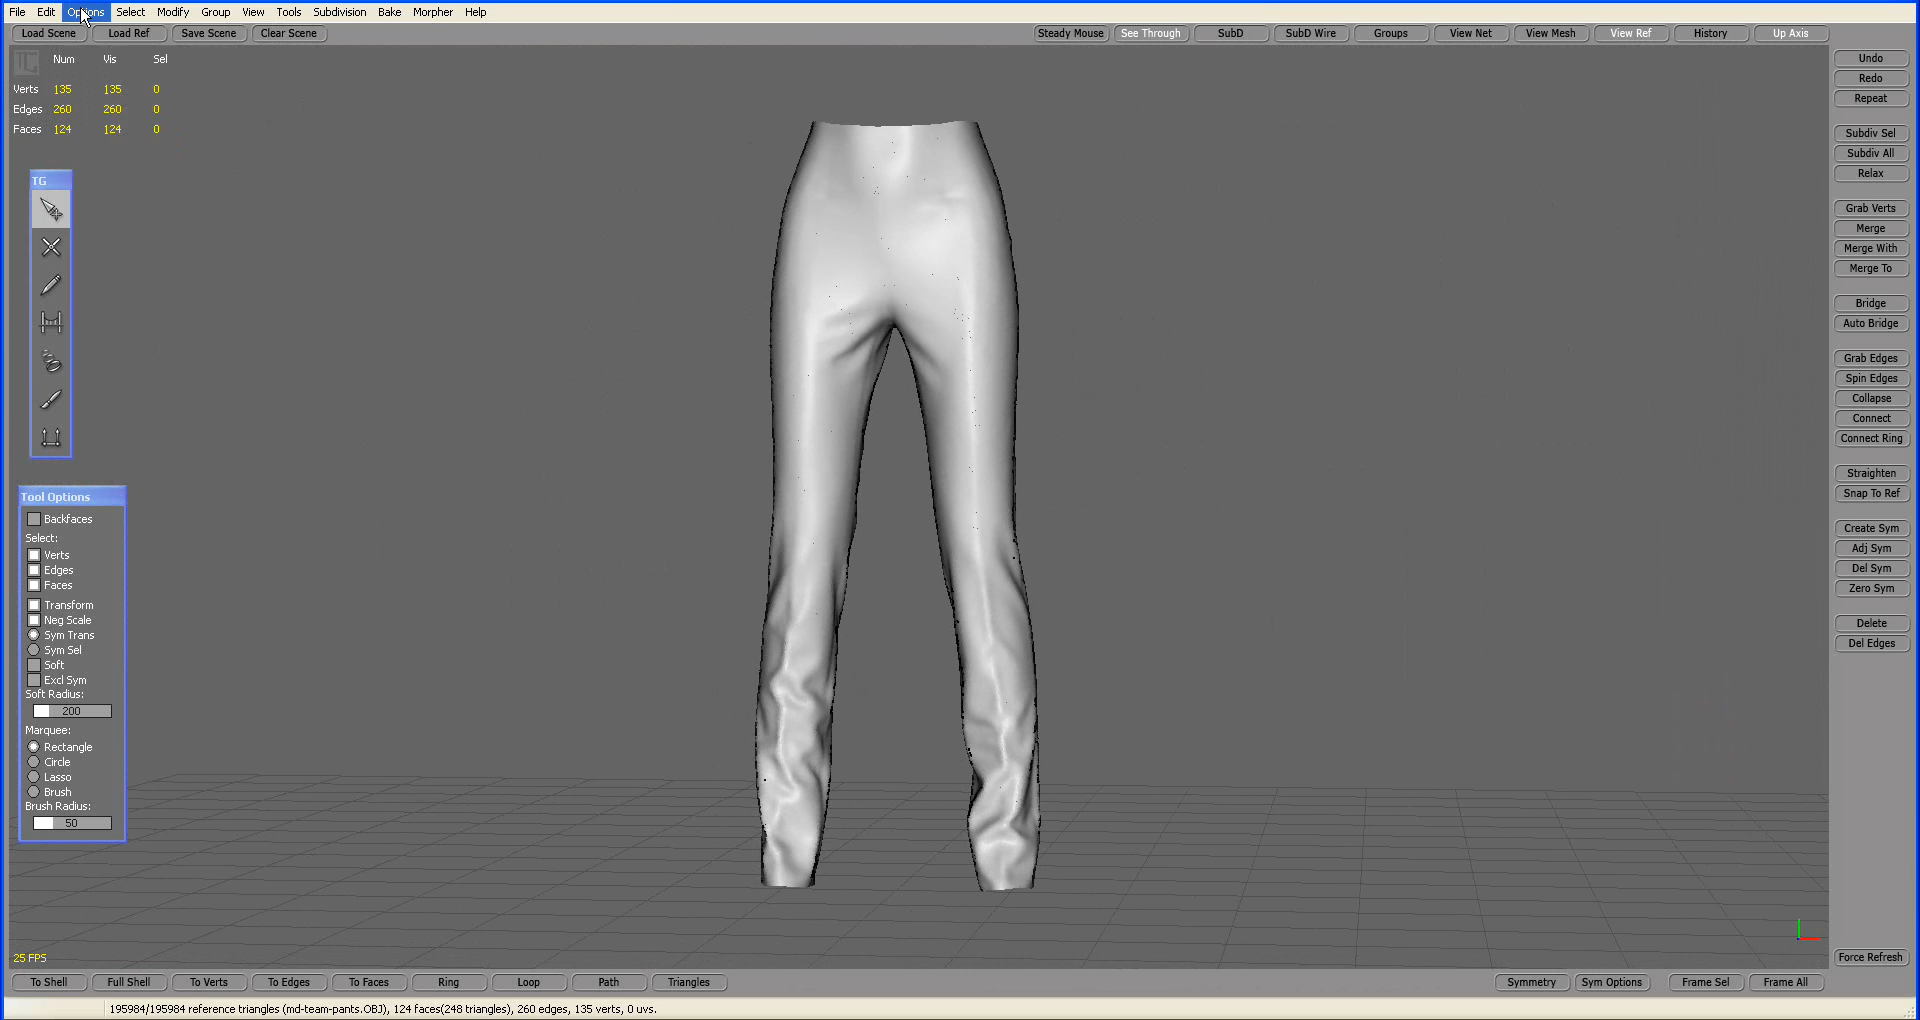 File Edit Options Select Modify Group View Tools Subdivision Bake Morpher Help
Load Scene Load Ref Save Scene Clear Scene Steady Mouse See Through SubD SubD Wire Groups View Net View Mesh View Ref History Up Axis
TG
Num Vis Sel
Verts 135 135 0
Edges 260 260 0
Faces 124 124 0
TG
Tool Options
Backfaces
Select:
Verts
Edges
Faces
Transform
Neg Scale
Sym Trans
Sym Sel
Soft
Excl Sym
Soft Radius:
200
Marquee:
Rectangle
Circle
Lasso
Brush
Brush Radius:
50
25 FPS
Undo
Redo
Repeat
Subdiv Sel
Subdiv All
Relax
Grab Verts
Merge
Merge With
Merge To
Bridge
Auto Bridge
Grab Edges
Spin Edges
Collapse
Connect
Connect Ring
Straighten
Snap To Ref
Create Sym
Adj Sym
Del Sym
Zero Sym
Delete
Del Edges
Force Refresh
To Shell Full Shell To Verts To Edges To Faces Ring Loop Path Triangles Symmetry Sym Options Frame Sel Frame All
195984/195984 reference triangles (md-team-pants.OBJ), 124 faces(248 triangles), 260 edges, 135 verts, 0 uvs.